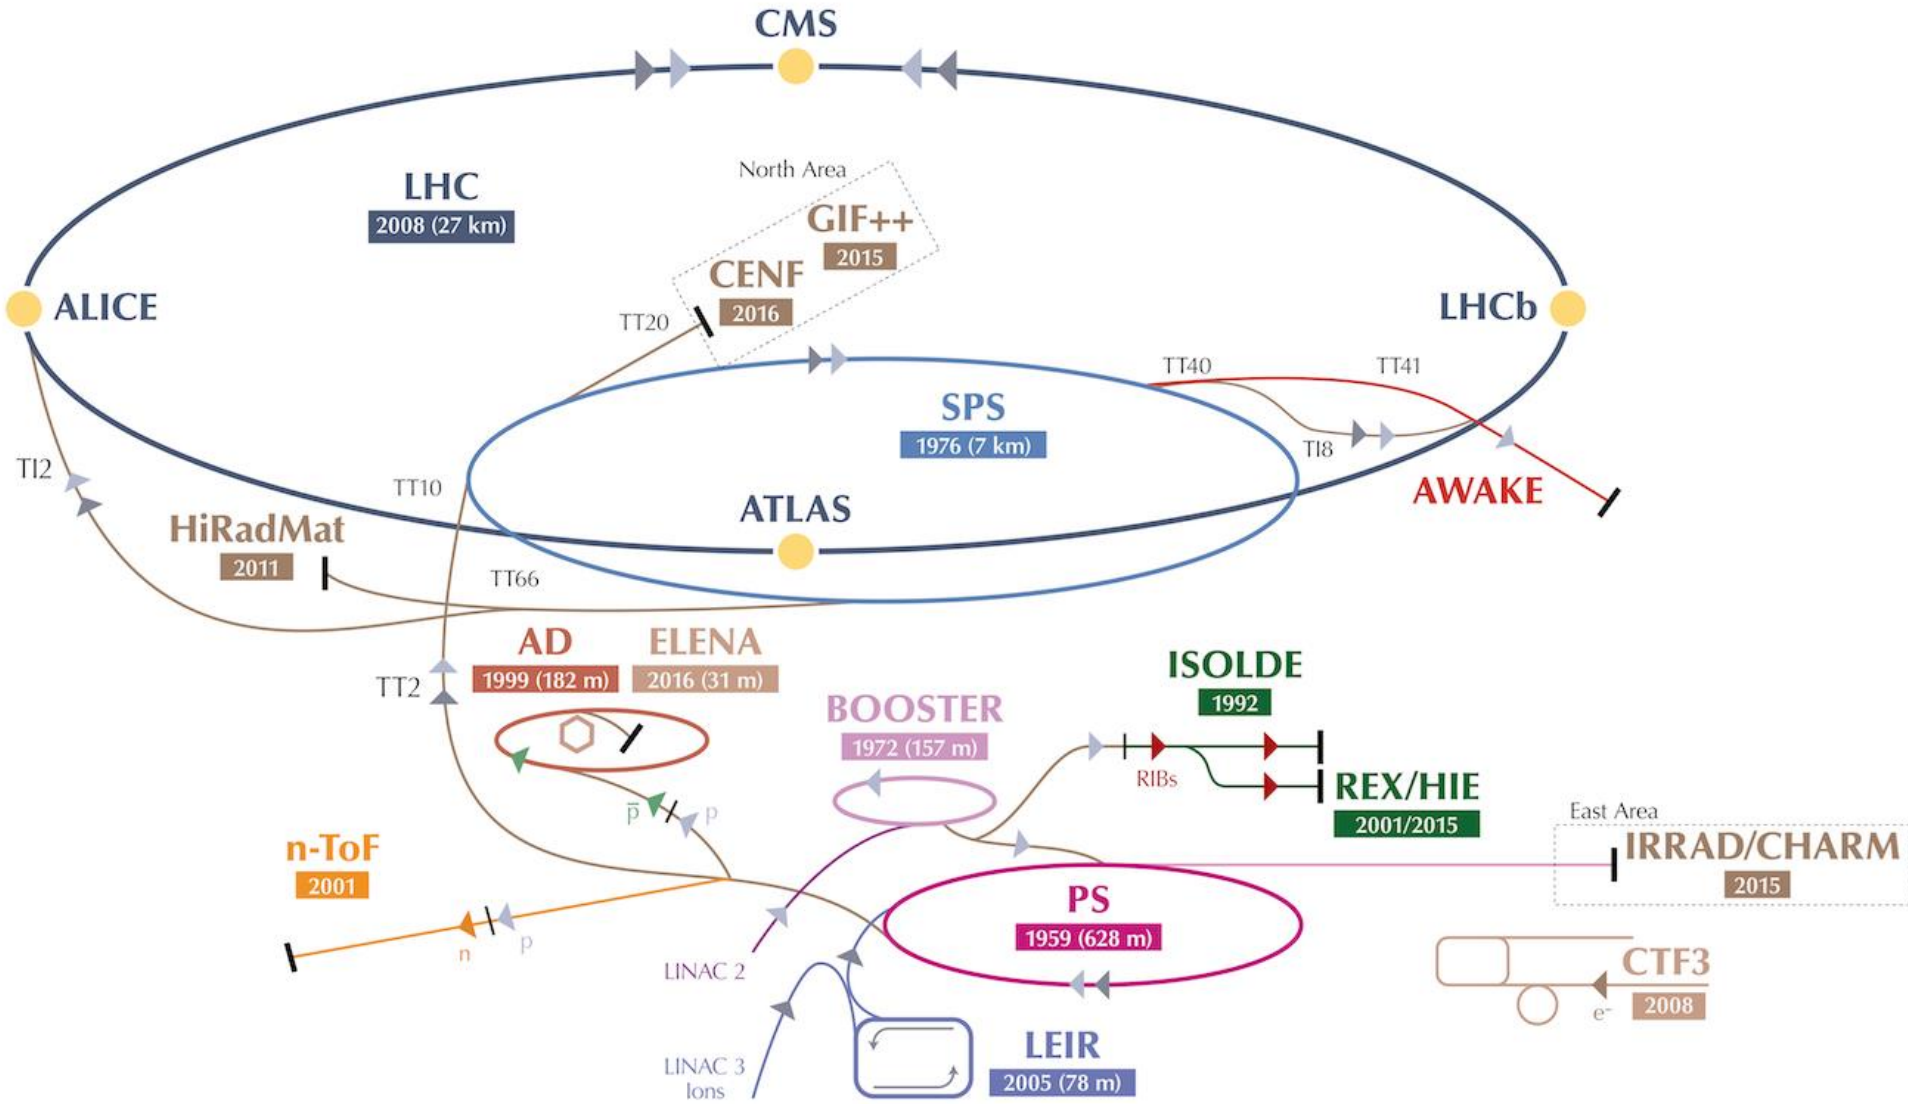 CMS
North Area
LHC
2008 (27 km)
GIF++
2015
CENF
2016
ALICE
LHCb
TT20
TT40
TT41
SPS
1976 (7 km)
TI8
TI2
TT10
AWAKE
ATLAS
HiRadMat
2011
TT66
AD
1999 (182 m)
ELENA
2016 (31 m)
TT2
ISOLDE
1992
BOOSTER
1972 (157 m)
RIBs
REX/HIE
2001/2015
p̅
p
East Area
IRRAD/CHARM
2015
n-ToF
2001
n
p
PS
1959 (628 m)
LINAC 2
CTF3
2008
e-
LEIR
2005 (78 m)
LINAC 3
Ions